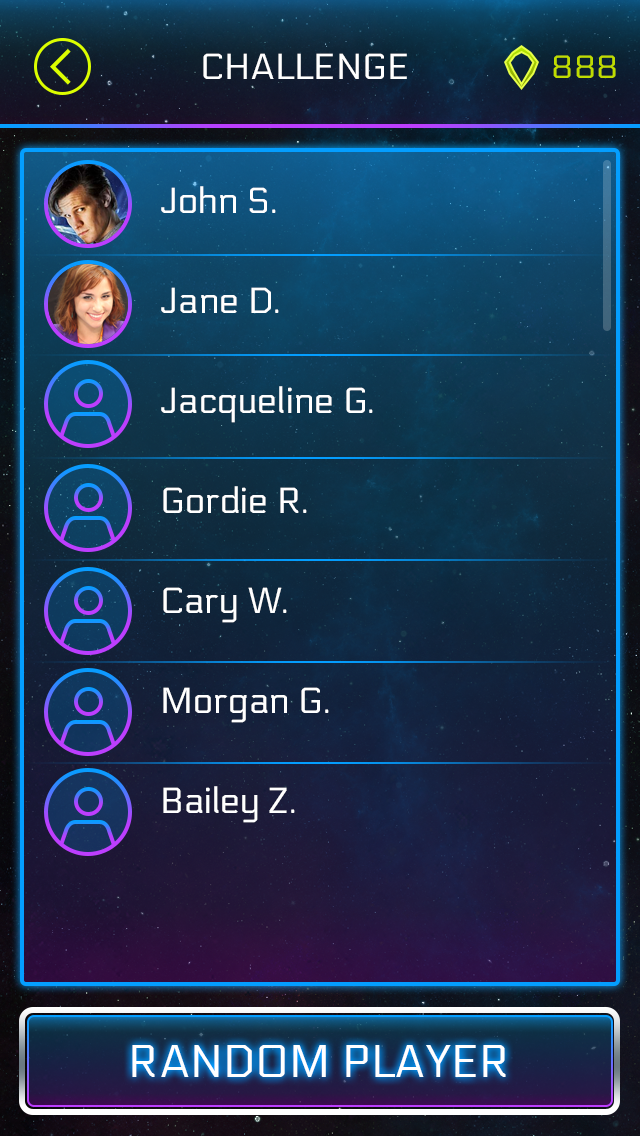 CHALLENGE
888
John S.
Jane D.
Jacqueline G.
Gordie R.
Cary W.
Morgan G.
Bailey Z.
RANDOM PLAYER